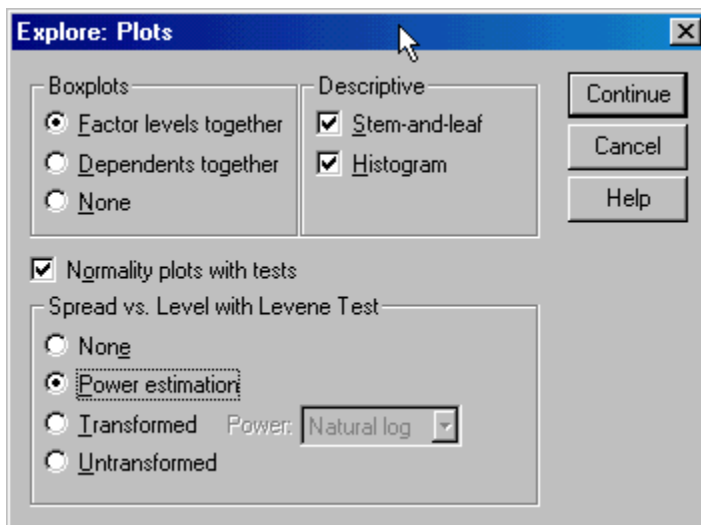 Explore: Plots
Boxplots
Factor levels together
Dependents together
None
Descriptive
Stem-and-leaf
Histogram
Continue
Cancel
Help
Normality plots with tests
Spread vs. Level with Levene Test
None
Power estimation
Transformed Power: Natural log
Untransformed